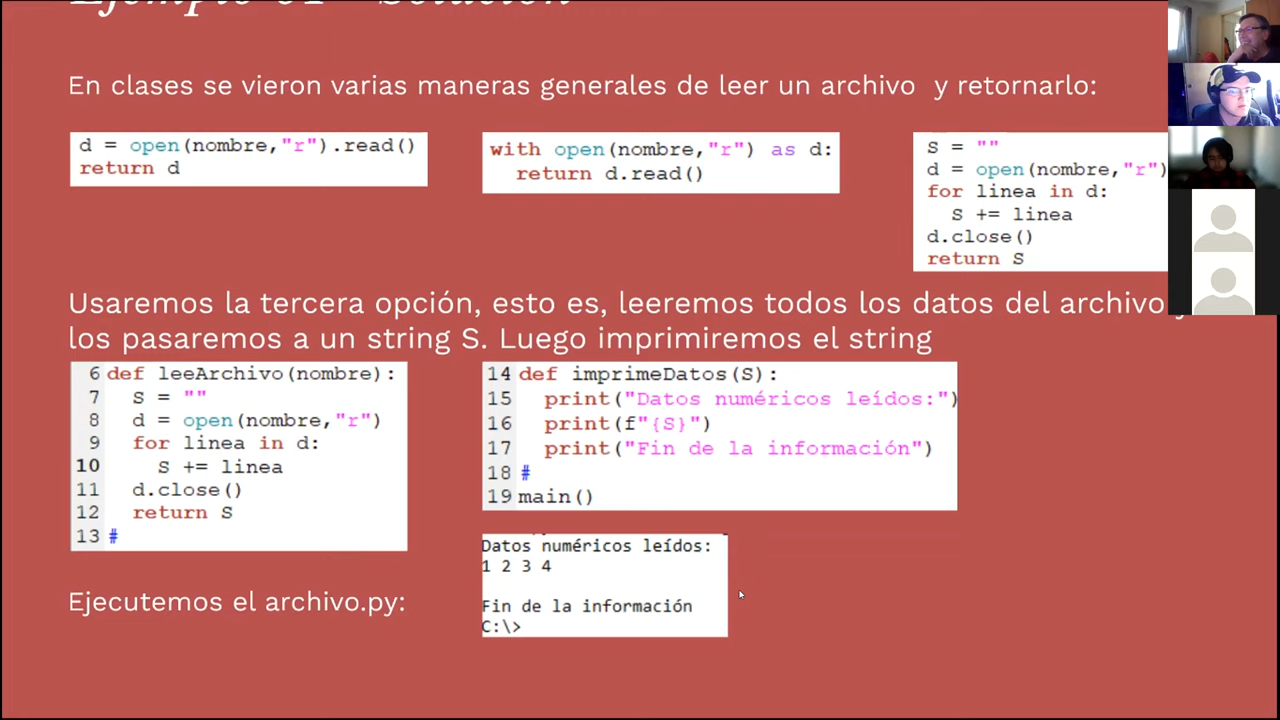 Ejemplo 01 - Solución
En clases se vieron varias maneras generales de leer un archivo y retornarlo:
d = open(nombre,"r").read()
return d
with open(nombre,"r") as d:
return d.read()
S = ""
d = open(nombre,"r")
for linea in d:
S += linea
d.close()
return S
Usaremos la tercera opción, esto es, leeremos todos los datos del archivo y
los pasaremos a un string S. Luego imprimiremos el string
6 def leeArchivo(nombre):
7 S = ""
8 d = open(nombre,"r")
9 for linea in d:
10 S += linea
11 d.close()
12 return S
13 #
14 def imprimeDatos(S):
15 print("Datos numéricos leídos:")
16 print(f"{S}")
17 print("Fin de la información")
18 #
19 main()
Ejecutemos el archivo.py:
Datos numéricos leídos:
1 2 3 4
Fin de la información
C:\>